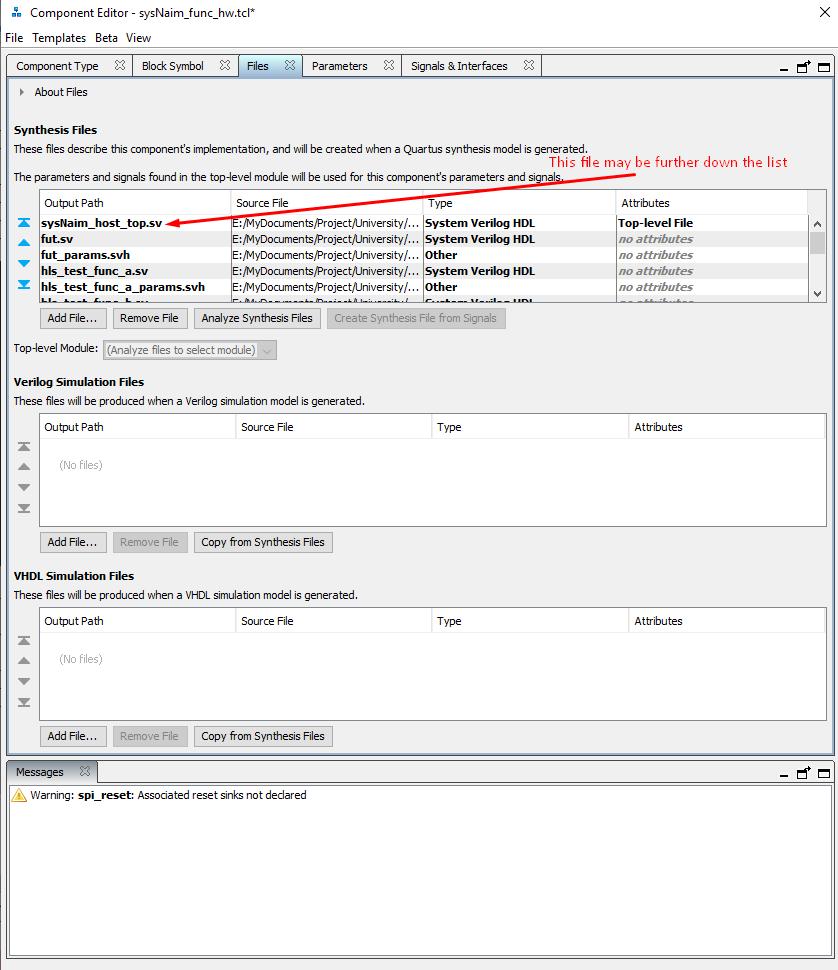 Component Editor - sysNaim_func_hw.tcl*
File Templates Beta View
Component Type Block Symbol Files Parameters Signals & Interfaces
About Files
Synthesis Files
These files describe this component's implementation, and will be created when a Quartus synthesis model is generated.
This file may be further down the list
The parameters and signals found in the top-level module will be used for this component's parameters and signals.
Output Path Source File Type Attributes
sysNaim_host_top.sv E:/MyDocuments/Project/University/... System Verilog HDL Top-level File
fut.sv E:/MyDocuments/Project/University/... System Verilog HDL no attributes
fut_params.svh E:/MyDocuments/Project/University/... Other no attributes
hls_test_func_a.sv E:/MyDocuments/Project/University/... System Verilog HDL no attributes
hls_test_func_a_params.svh E:/MyDocuments/Project/University/... Other no attributes
hls_test_func_b.sv E:/MyDocuments/Project/University/... System Verilog HDL no attributes
Add File... Remove File Analyze Synthesis Files Create Synthesis File from Signals
Top-level Module: (Analyze files to select module)
Verilog Simulation Files
These files will be produced when a Verilog simulation model is generated.
Output Path Source File Type Attributes
(No files)
Add File... Remove File Copy from Synthesis Files
VHDL Simulation Files
These files will be produced when a VHDL simulation model is generated.
Output Path Source File Type Attributes
(No files)
Add File... Remove File Copy from Synthesis Files
Messages
Warning: spi_reset: Associated reset sinks not declared